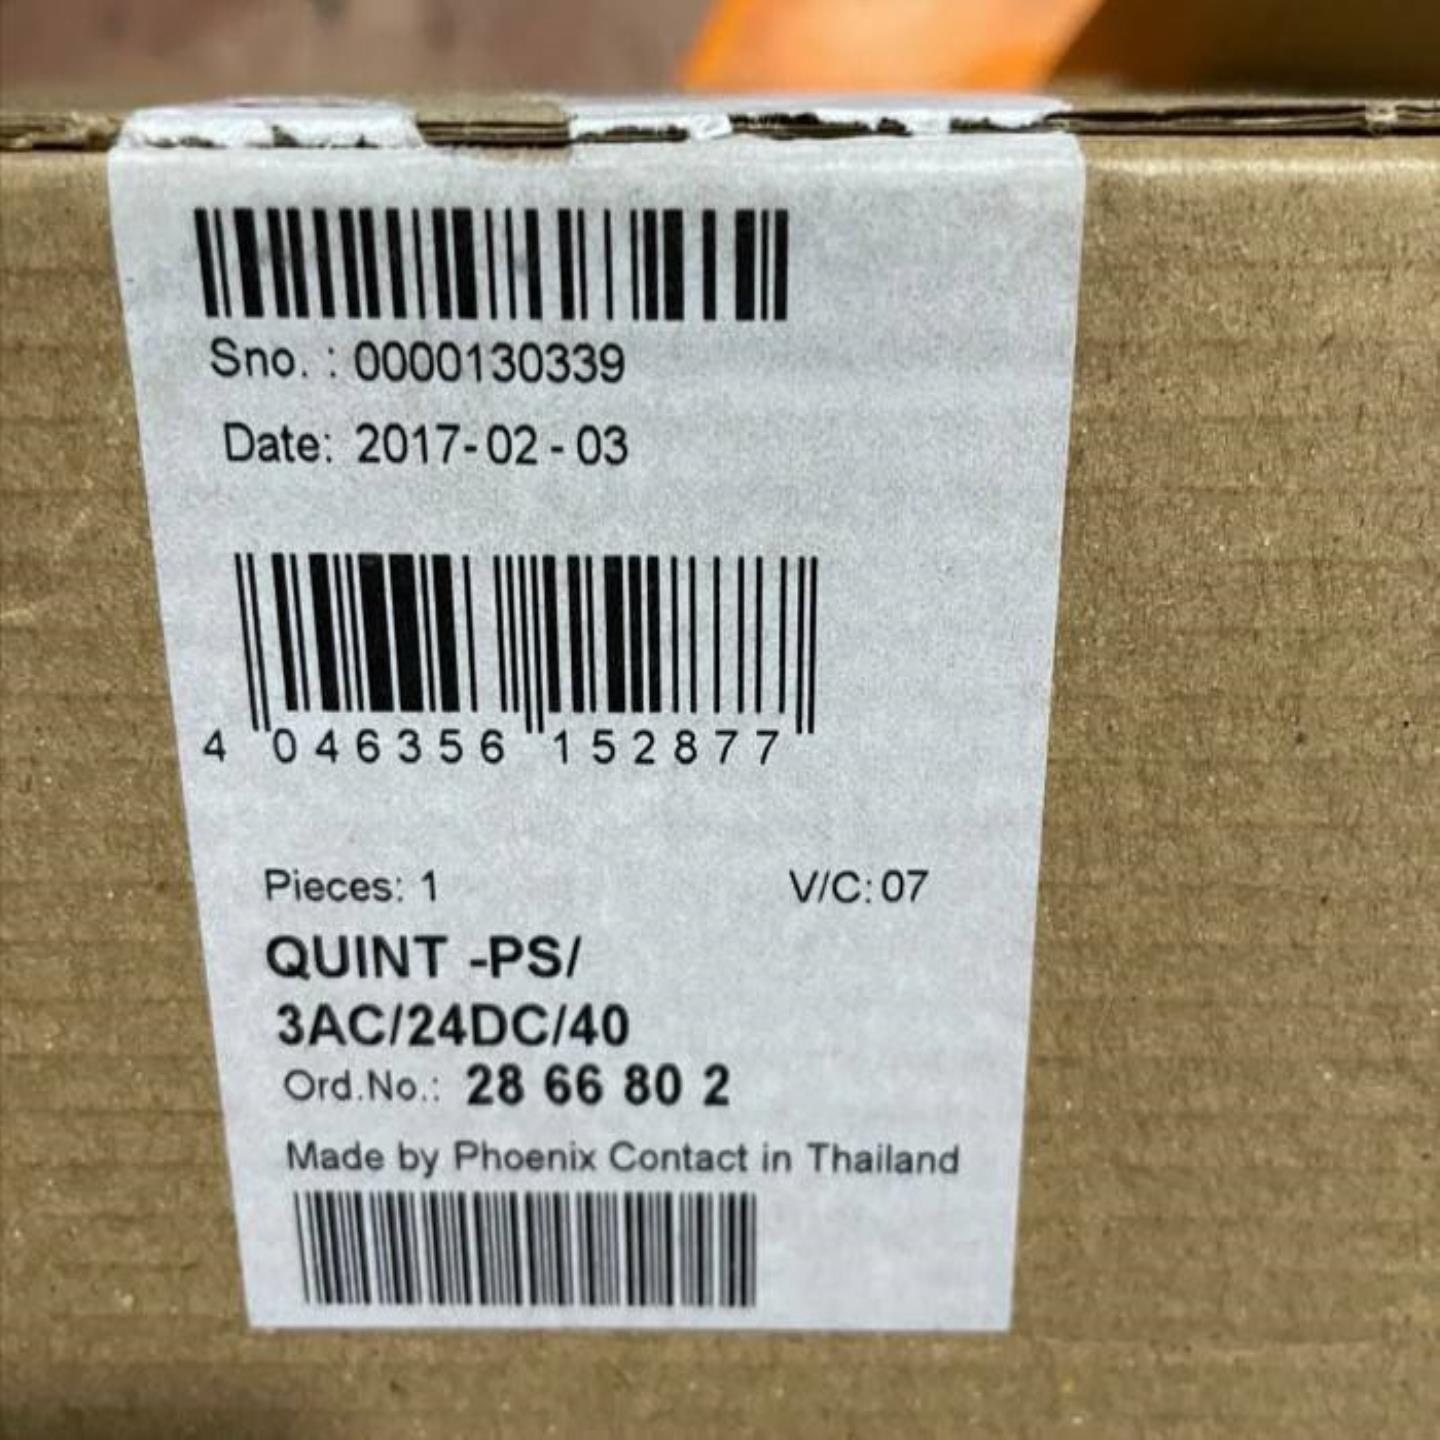 Sno. : 0000130339
Date: 2017-02-03
4 046356 152877
Pieces: 1 V/C: 07
QUINT -PS/
3AC/24DC/40
Ord.No.: 28 66 80 2
Made by Phoenix Contact in Thailand